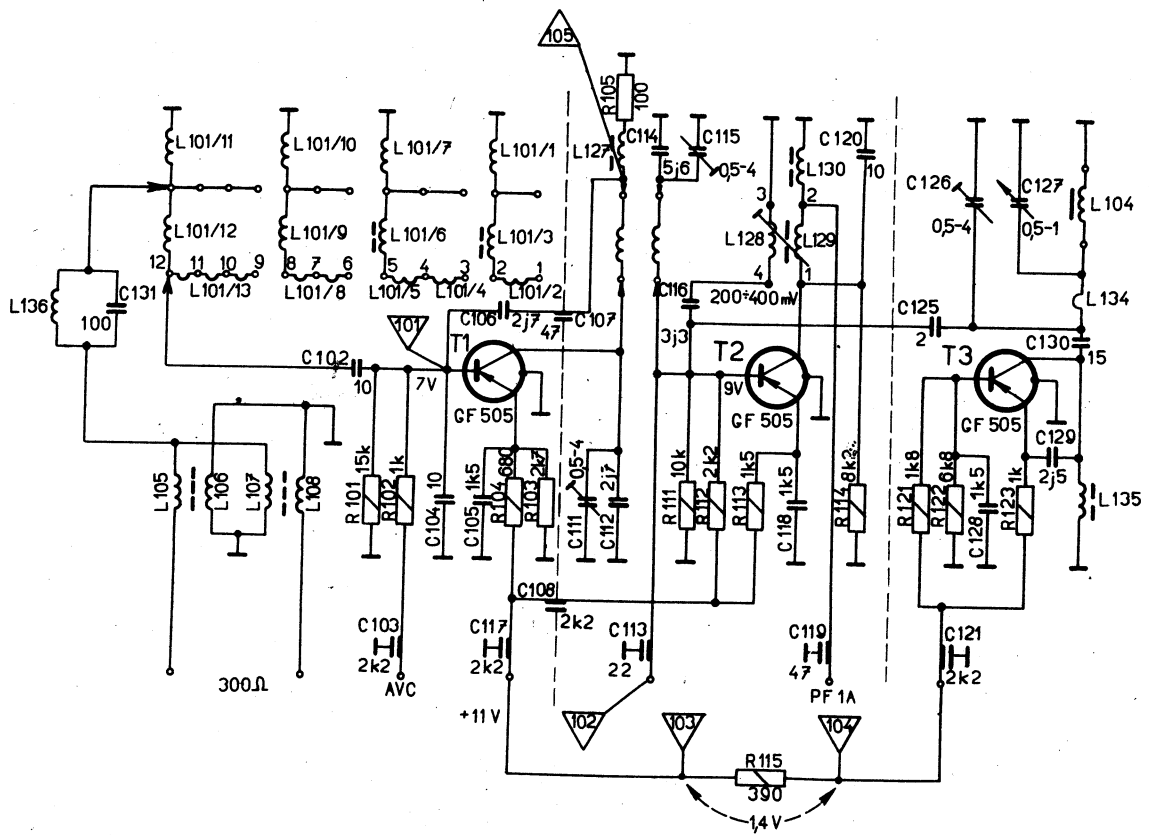 105
R105
100
L101/11
L101/10
L101/7
L101/1
L127
C114
5j6
C115
0,5-4
C120
10
L130
C126
0,5-4
C127
0,5-1
L104
L101/12
L101/9
L101/6
L101/3
3
2
L128
L129
4
1
12
11
10
9
8
7
6
5
4
3
2
1
L101/13
L101/8
L101/5
L101/4
L101/2
L136
C131
100
C106
2j7
47
C107
C116
3j3
200÷400mV
C125
2
L134
C130
15
101
C102
10
7V
T1
GF 505
T2
9V
GF 505
T3
GF 505
C129
2j5
L105
L106
L107
L108
R101
15k
R102
1k
C104
10
C105
1k5
R104
680
R103
2k7
C111
0,5-4
C112
2j7
R111
10k
R112
2k2
R113
1k5
C118
1k5
R114
8k2
R121
1k8
R122
6k8
C128
1k5
R123
1k
L135
C108
2k2
C103
2k2
AVC
C117
2k2
C113
22
C119
47
PF 1A
C121
2k2
300Ω
+11V
102
103
104
R115
390
1,4V